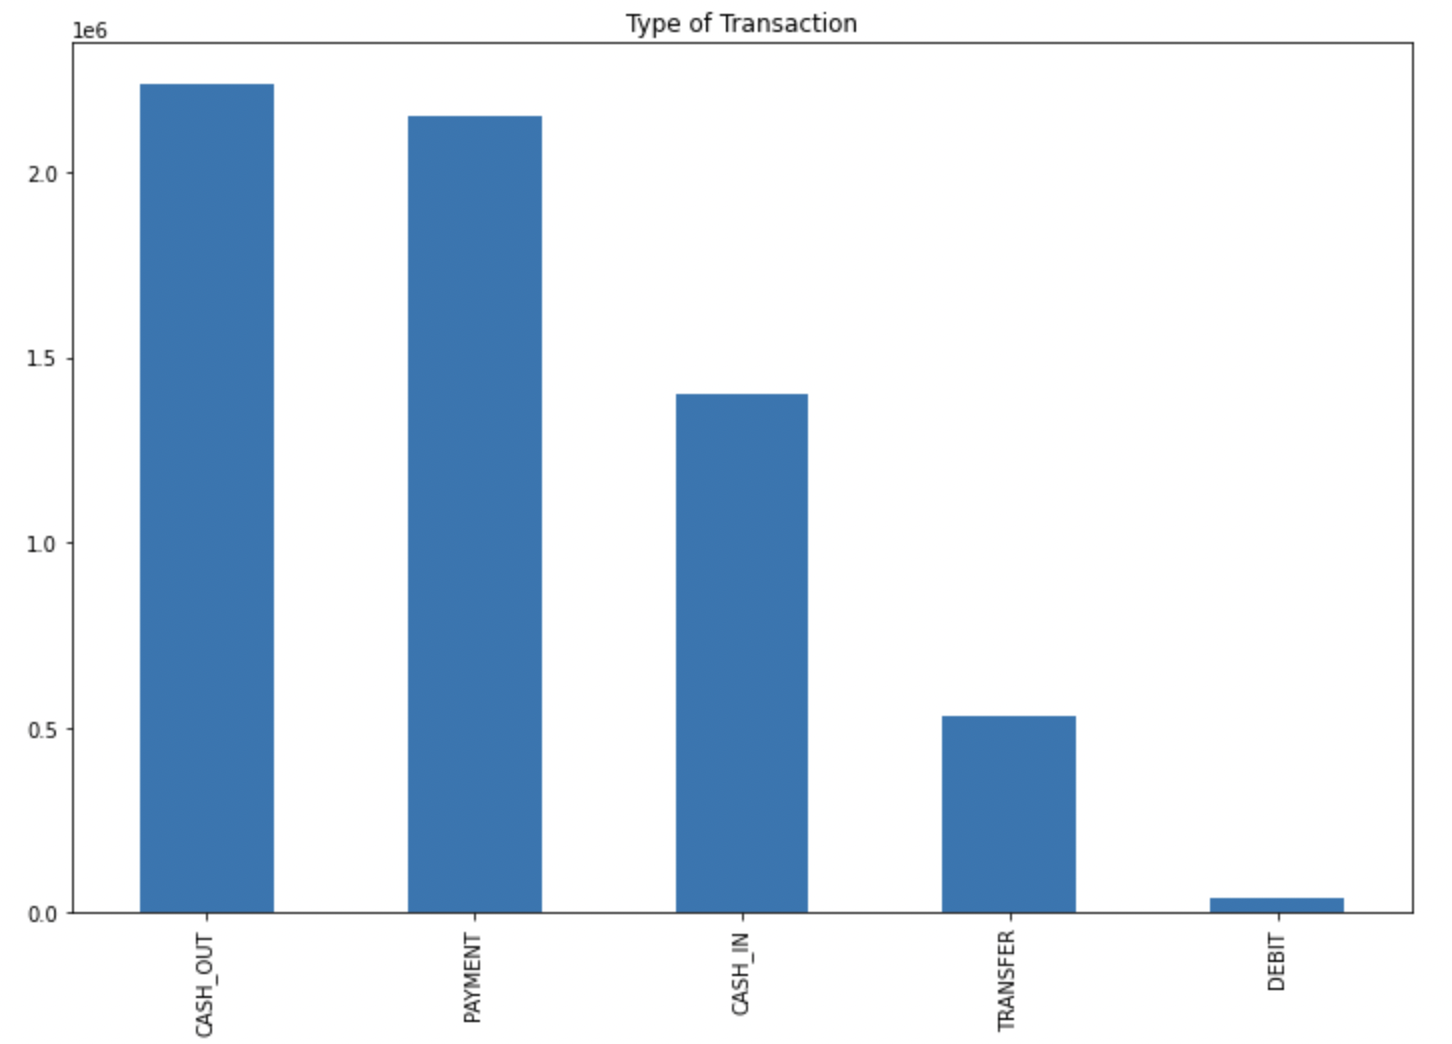 Type of Transaction
1e6
2.0
1.5
1.0
0.5
0.0
CASH_OUT
PAYMENT
CASH_IN
TRANSFER
DEBIT